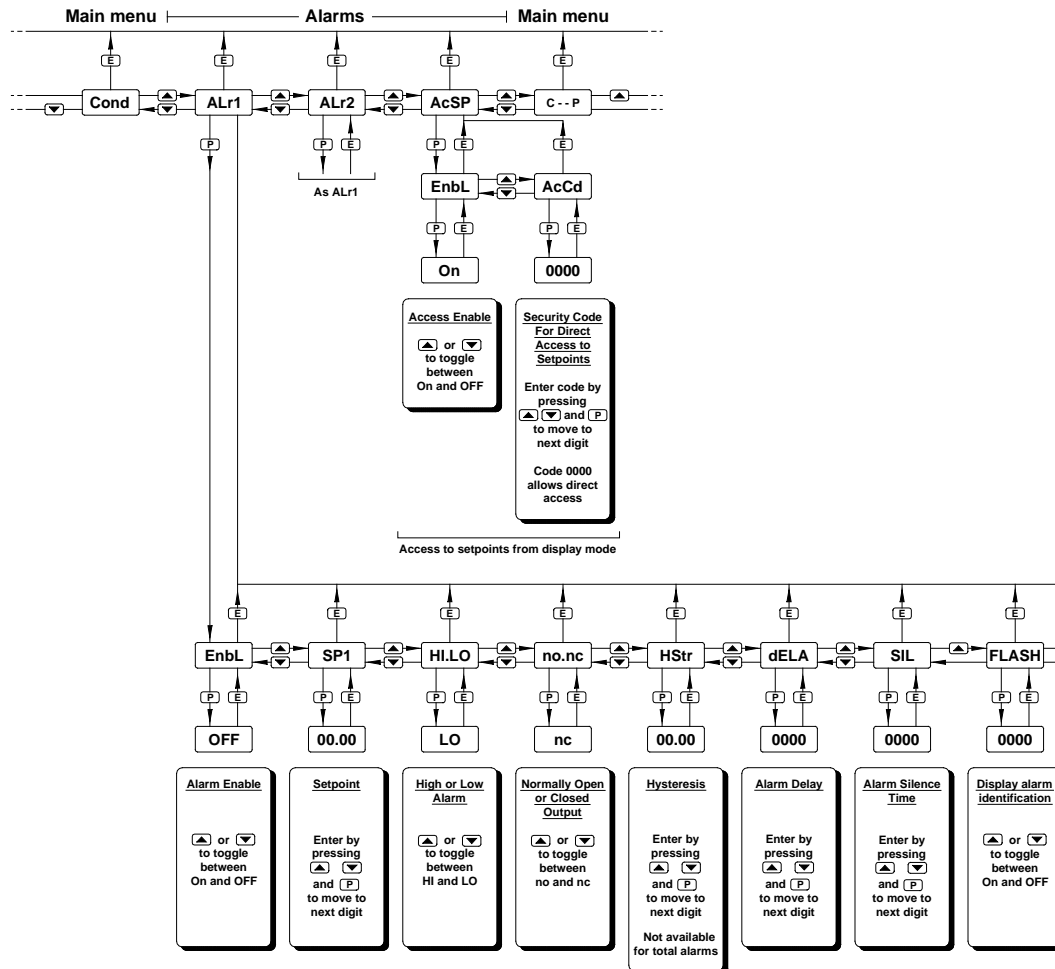 Main menu Alarms Main menu
E E E E E
Cond ALr1 ALr2 AcSP C - - P
P P E P E E
As ALr1
EnbL AcCd
P E P E
On 0000
Access Enable
or
to toggle
between
On and OFF
Security Code
For Direct
Access to
Setpoints
Enter code by
pressing
and P
to move to
next digit
Code 0000
allows direct
access
Access to setpoints from display mode
E E E E E E E E
EnbL SP1 HI.LO no.nc HStr dELA SIL FLASH
P E P E P E P E P E P E P E P E
OFF 00.00 LO nc 00.00 0000 0000 0000
Alarm Enable
or
to toggle
between
On and OFF
Setpoint
Enter by
pressing
and P
to move to
next digit
High or Low
Alarm
or
to toggle
between
HI and LO
Normally Open
or Closed
Output
or
to toggle
between
no and nc
Hysteresis
Enter by
pressing
and P
to move to
next digit
Not available
for total alarms
Alarm Delay
Enter by
pressing
and P
to move to
next digit
Alarm Silence
Time
Enter by
pressing
and P
to move to
next digit
Display alarm
identification
or
to toggle
between
On and OFF